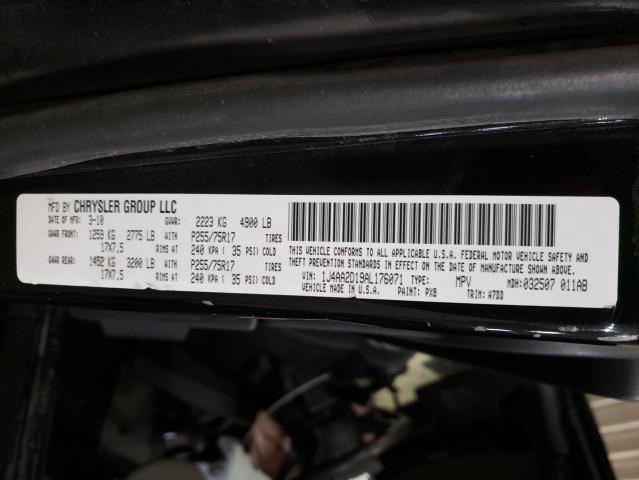 MFD BY CHRYSLER GROUP LLC
DATE OF MFR 3-10 GVWR: 2223 KG 4900 LB
GAWR FRONT 1259 KG 2775 LB WITH P255/75R17 TIRES
17X7.5 RIMS AT 240 KPA ( 35 PSI) COLD
GAWR REAR: 1452 KG 3200 LB WITH P255/75R17 TIRES
17X7.5 RIMS AT 240 KPA ( 35 PSI) COLD
THIS VEHICLE CONFORMS TO ALL APPLICABLE U.S.A. FEDERAL MOTOR VEHICLE SAFETY AND
THEFT PREVENTION STANDARDS IN EFFECT ON THE DATE OF MANUFACTURE SHOWN ABOVE.
VIN: 1J4AA2D19AL176071 TYPE: MPV MDH:032507 011AB
VEHICLE MADE IN U.S.A. PAINT: PX8 TRIM: A7DD